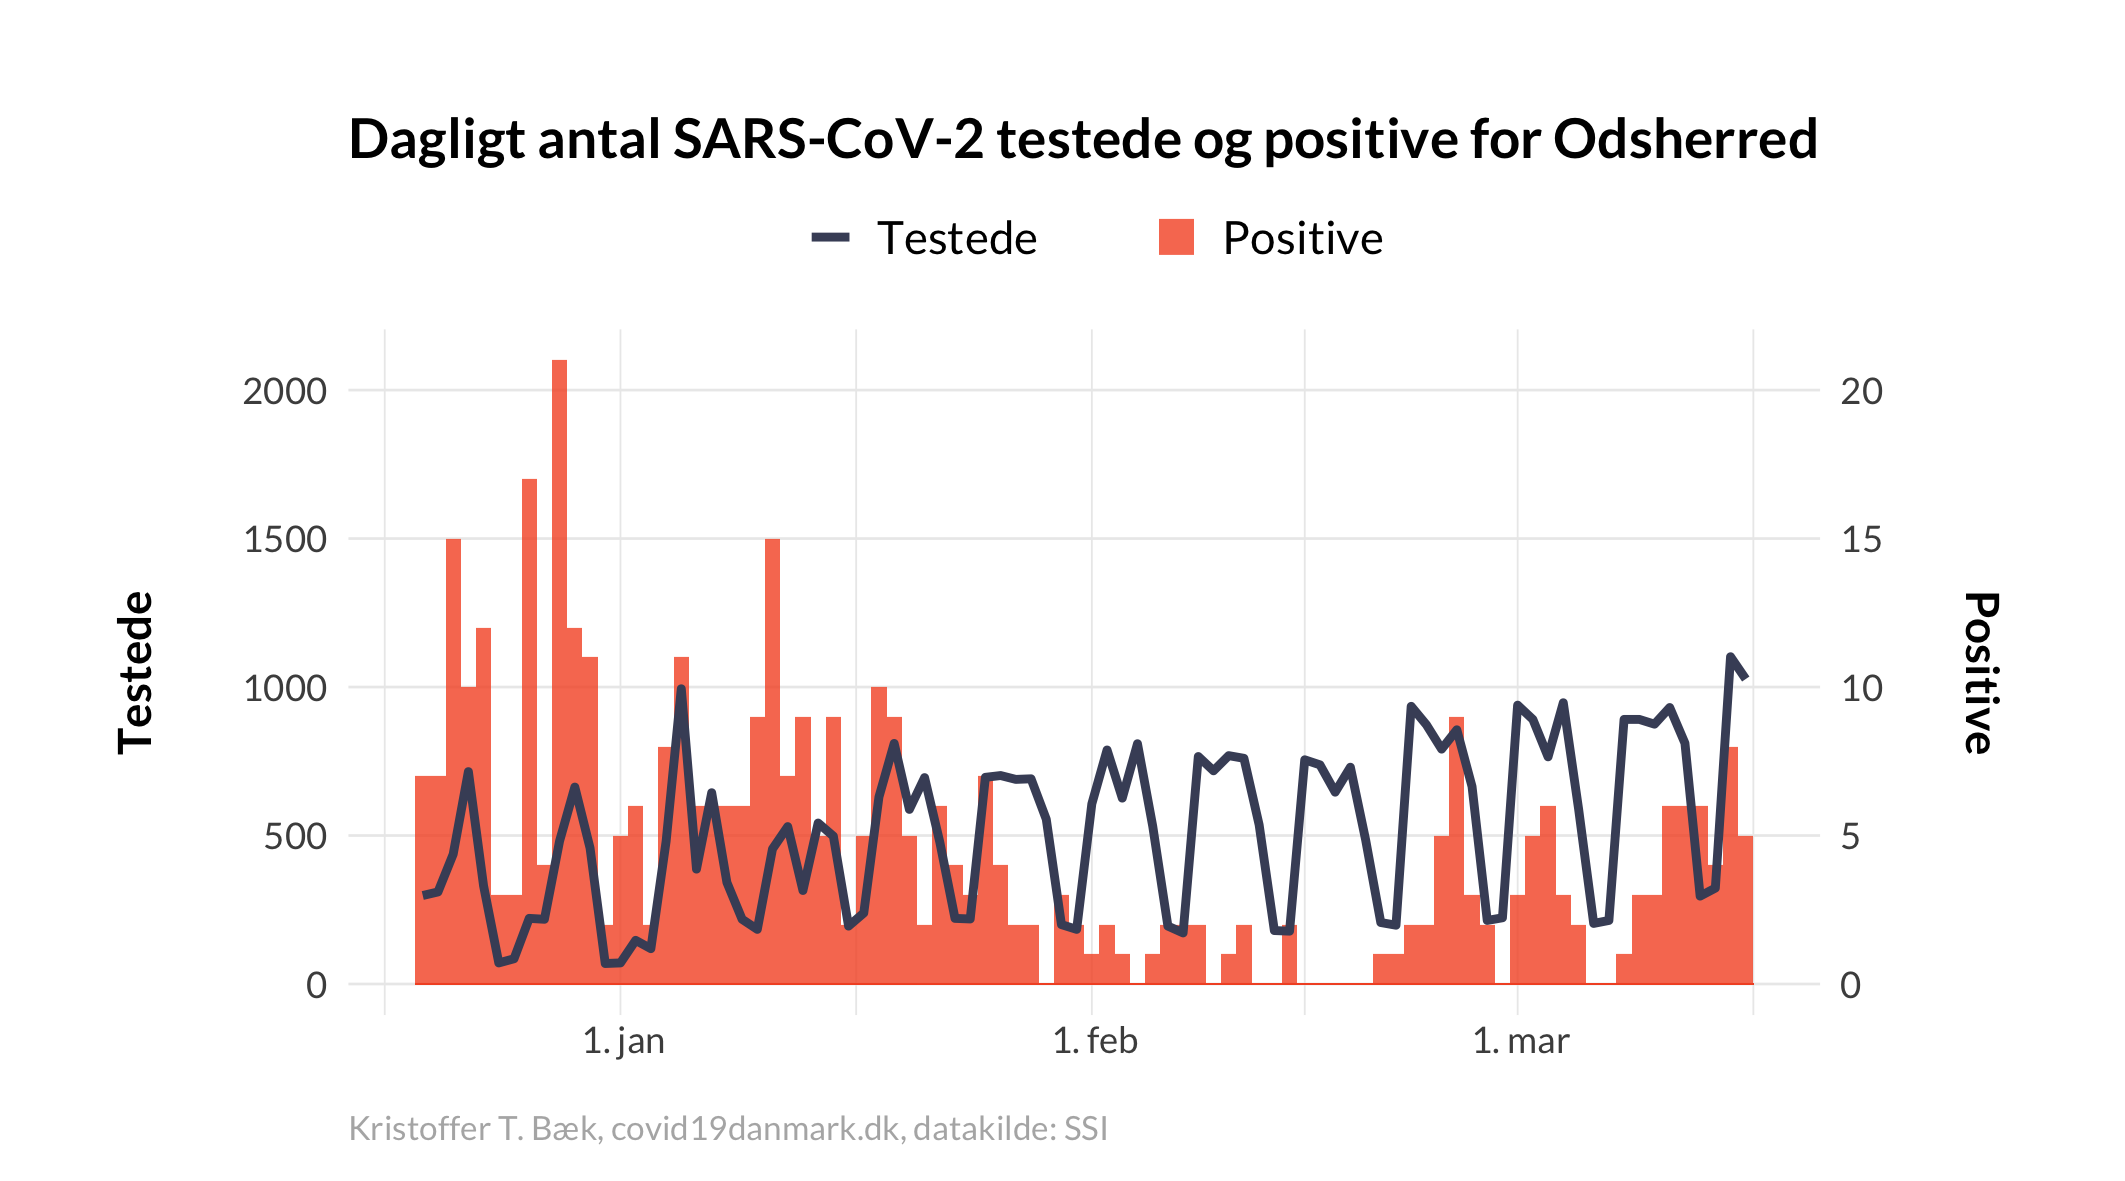 Dagligt antal SARS-CoV-2 testede og positive for Odsherred
Testede
Positive
Testede
2000
1500
1000
500
0
20
15
10
5
0
Positive
1. jan
1. feb
1. mar
Kristoffer T. Bæk, covid19danmark.dk, datakilde: SSI